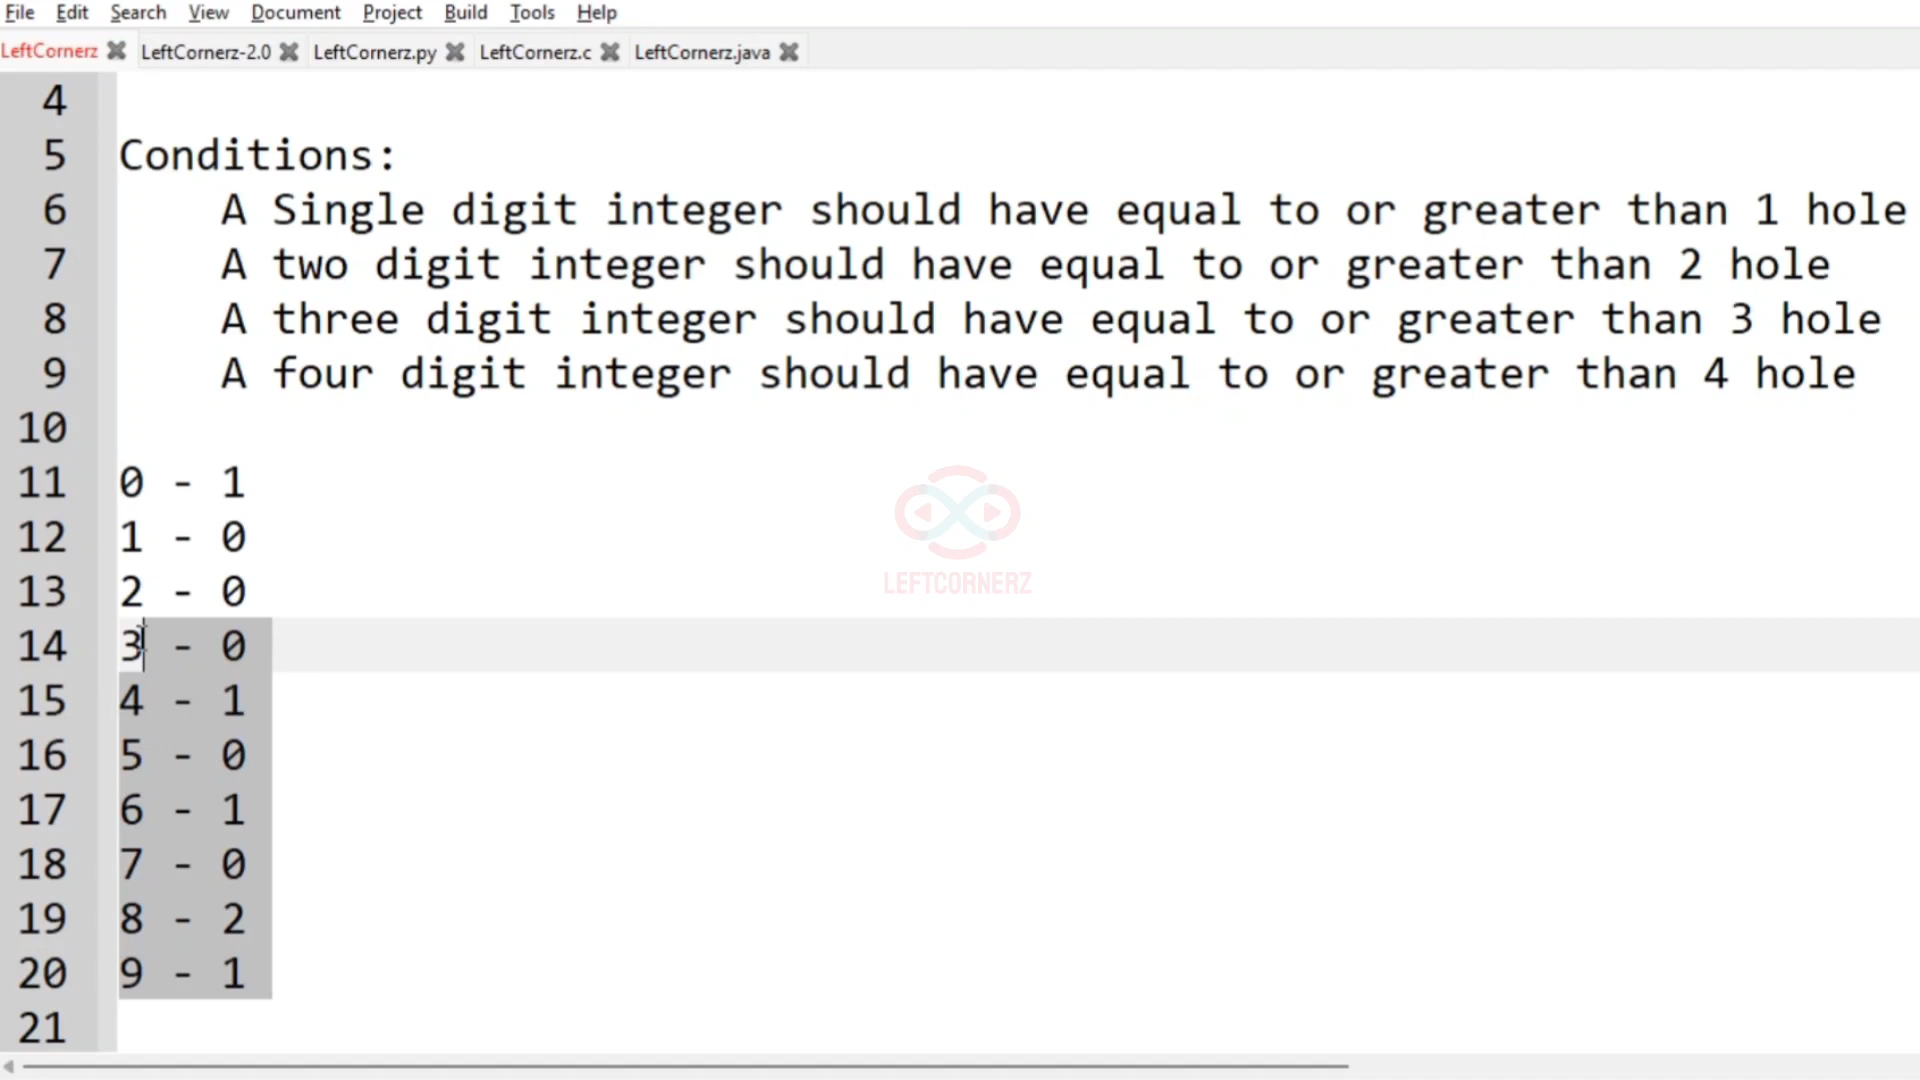 File Edit Search View Document Project Build Tools Help
LeftCornerz LeftCornerz-2.0 LeftCornerz.py LeftCornerz.c LeftCornerz.java
4
5 Conditions:
6 A Single digit integer should have equal to or greater than 1 hole
7 A two digit integer should have equal to or greater than 2 hole
8 A three digit integer should have equal to or greater than 3 hole
9 A four digit integer should have equal to or greater than 4 hole
10
11 0 - 1
12 1 - 0
13 2 - 0
LEFTCORNERZ
14 3 - 0
15 4 - 1
16 5 - 0
17 6 - 1
18 7 - 0
19 8 - 2
20 9 - 1
21